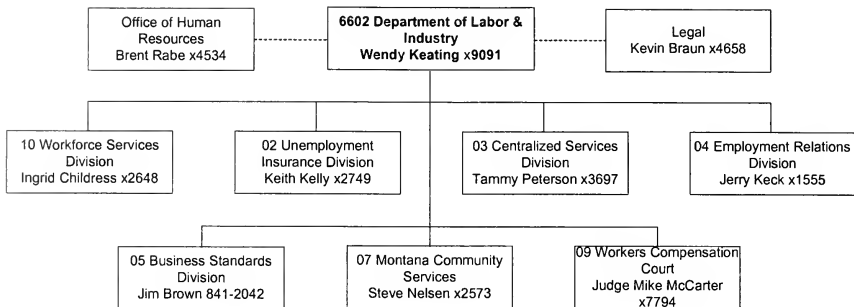 Office of Human
Resources
Brent Rabe x4534
6602 Department of Labor &
Industry
Wendy Keating x9091
Legal
Kevin Braun x4658
10 Workforce Services
Division
Ingrid Childress x2648
02 Unemployment
Insurance Division
Keith Kelly x2749
03 Centralized Services
Division
Tammy Peterson x3697
04 Employment Relations
Division
Jerry Keck x1555
05 Business Standards
Division
Jim Brown 841-2042
07 Montana Community
Services
Steve Nelsen x2573
09 Workers Compensation
Court
Judge Mike McCarter
x7794